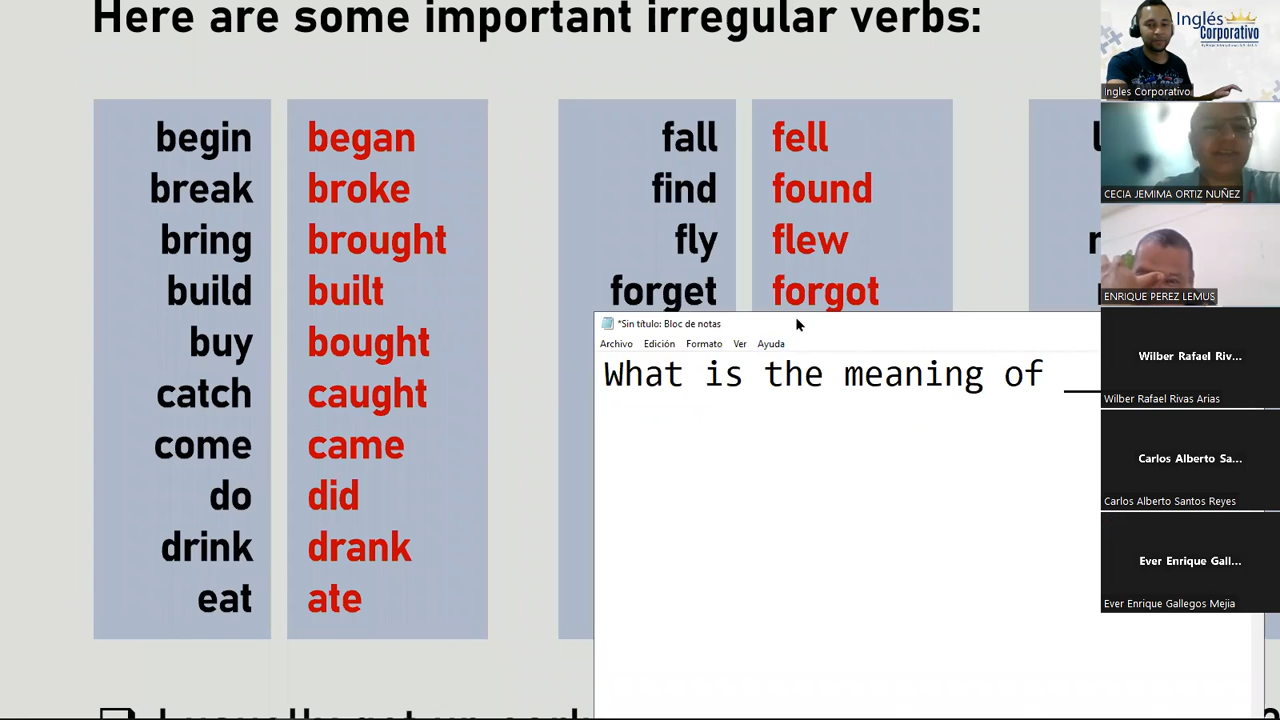 Here are some important irregular verbs:
begin began
break broke
bring brought
build built
buy bought
catch caught
come came
do did
drink drank
eat ate
fall fell
find found
fly flew
forget forgot
*Sin título: Bloc de notas
Archivo Edición Formato Ver Ayuda
What is the meaning of __
Inglés
Corporativo
Ingles Corporativo
CECIA JEMIMA ORTIZ NUÑEZ
ENRIQUE PEREZ LEMUS
Wilber Rafael Riv...
Wilber Rafael Rivas Arias
Carlos Alberto Sa...
Carlos Alberto Santos Reyes
Ever Enrique Gall...
Ever Enrique Gallegos Mejia
I usually get up